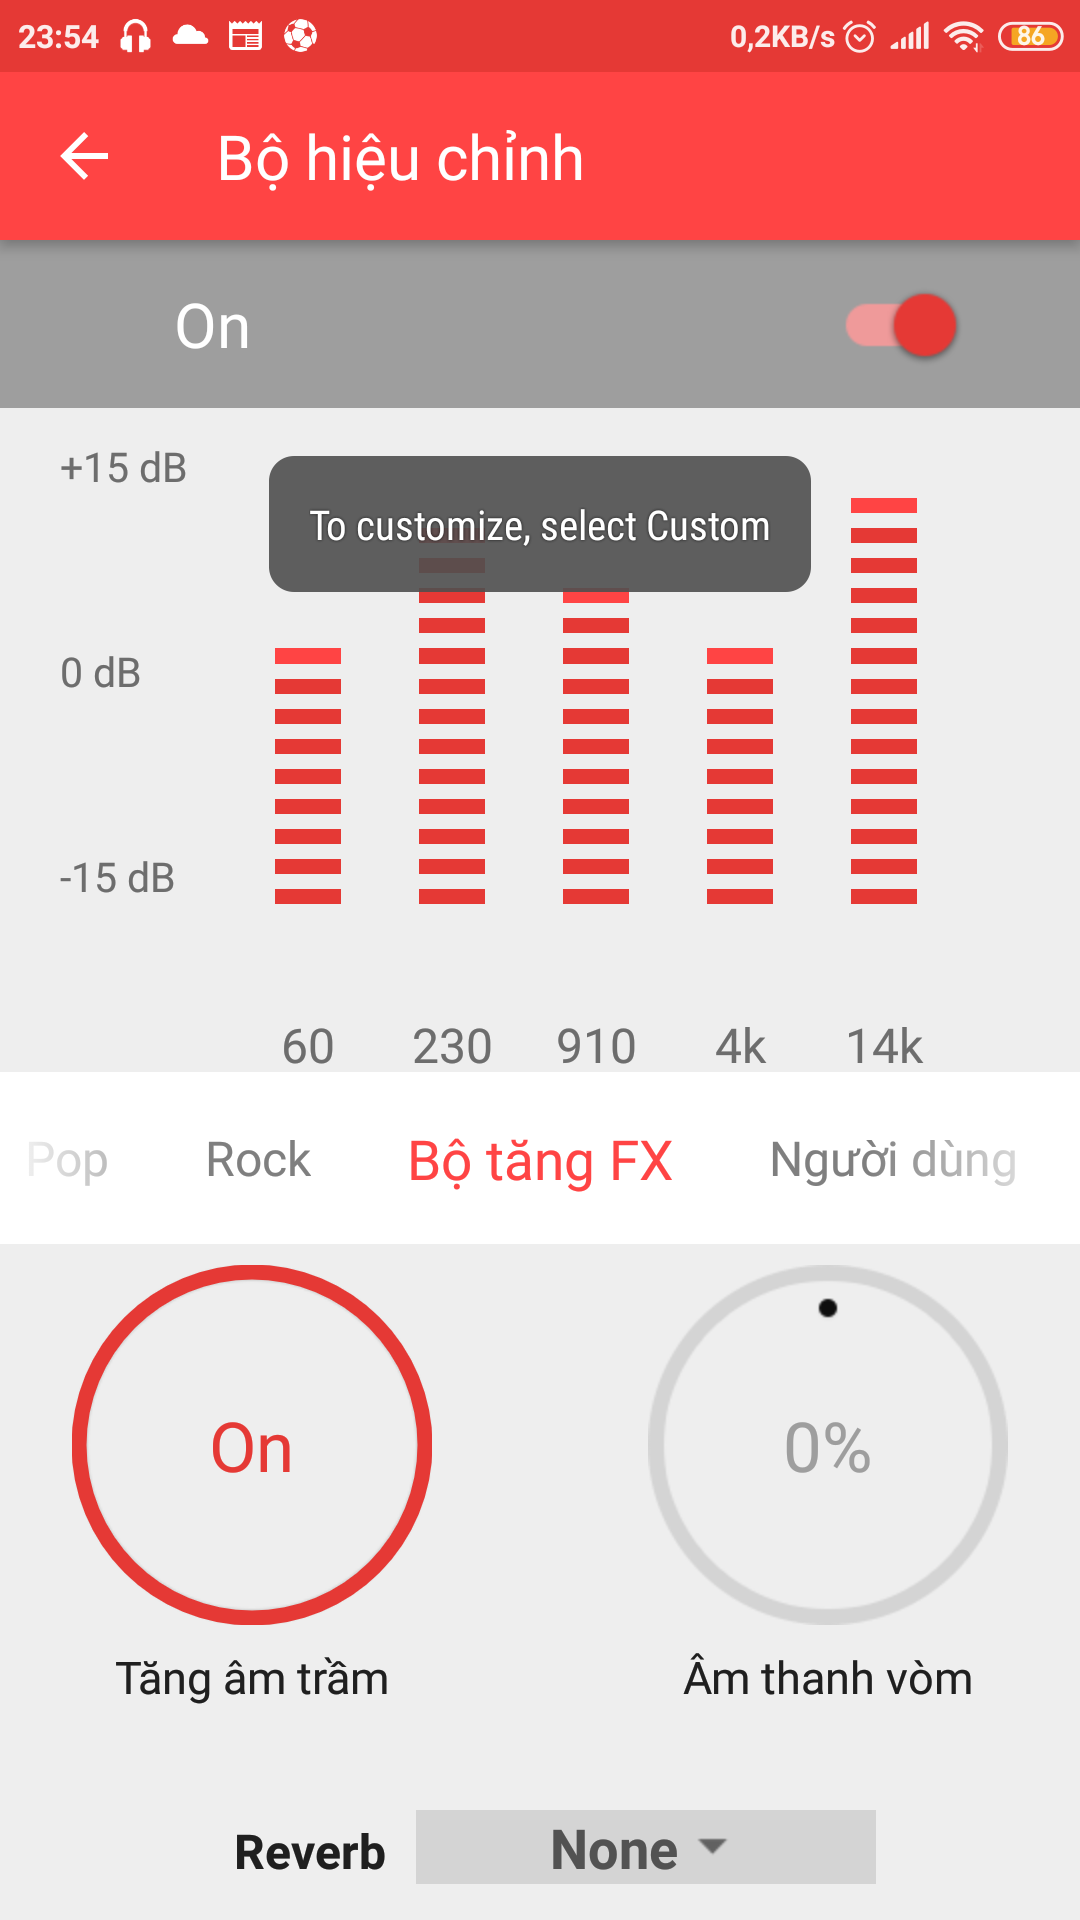 23:54 0,2KB/s 86
Bộ hiệu chỉnh
On
+15 dB
To customize, select Custom
0 dB
-15 dB
60 230 910 4k 14k
Pop Rock Bộ tăng FX Người dùng
On 0%
Tăng âm trầm Âm thanh vòm
Reverb None